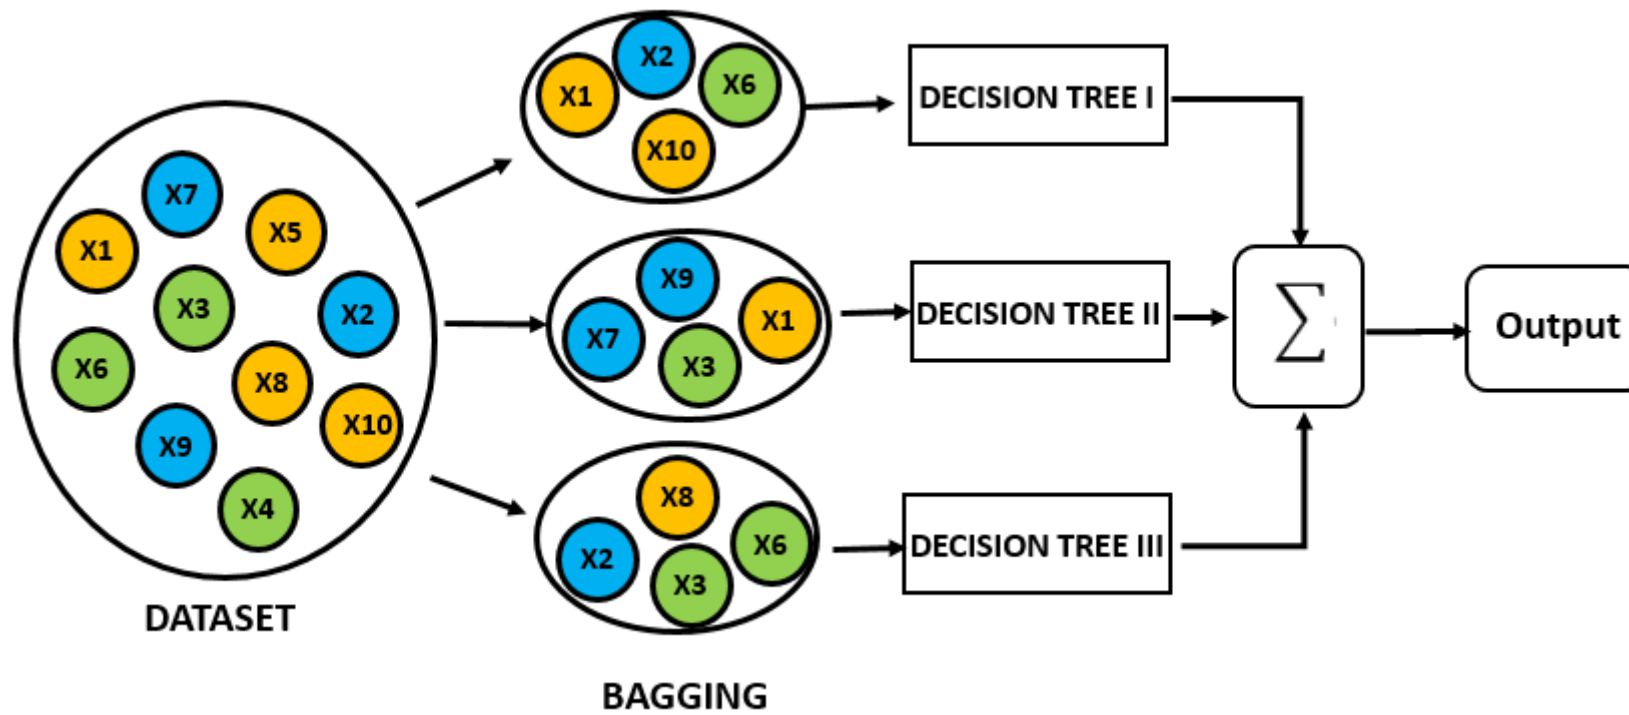 X7
X1
X5
X3
X2
X6
X8
X10
X9
X4
DATASET
X2
X1
X6
X10
X9
X7
X1
X3
X8
X2
X6
X3
BAGGING
DECISION TREE I
DECISION TREE II
DECISION TREE III
∑
Output